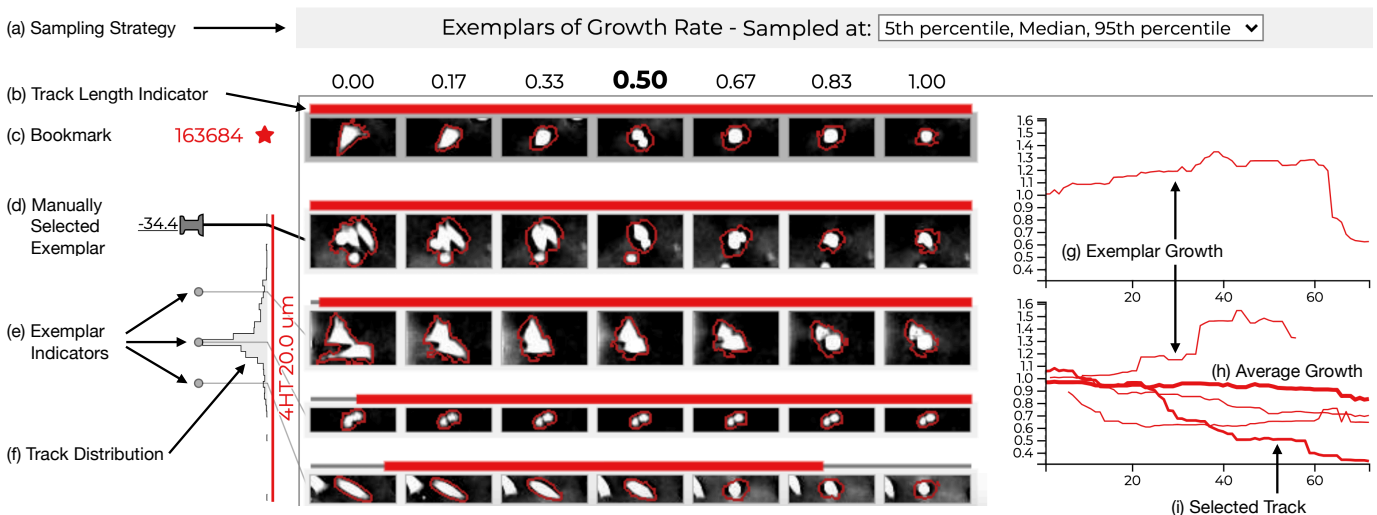 (a) Sampling Strategy
Exemplars of Growth Rate - Sampled at: 5th percentile, Median, 95th percentile
0.00 0.17 0.33 0.50 0.67 0.83 1.00
(b) Track Length Indicator
(c) Bookmark
163684
(d) Manually
Selected
Exemplar
-34.4
(e) Exemplar
Indicators
4HT 20.0 um
(f) Track Distribution
1.6
1.5
1.4
1.3
1.2
1.1
1.0
0.9
0.8
0.7
0.6
0.5
0.4
(g) Exemplar Growth
20 40 60
1.6
1.5
1.4
1.3
1.2
1.1
1.0
0.9
0.8
0.7
0.6
0.5
0.4
(h) Average Growth
20 40 60
(i) Selected Track